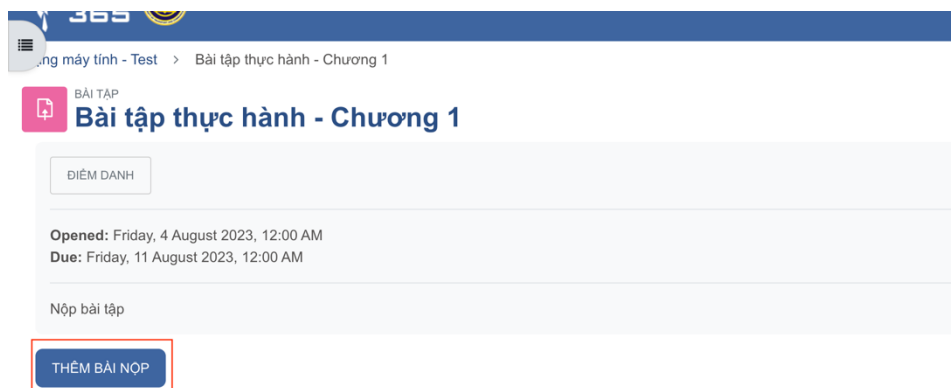 365
máy tính - Test > Bài tập thực hành - Chương 1
BÀI TẬP
Bài tập thực hành - Chương 1
ĐIỂM DANH
Opened: Friday, 4 August 2023, 12:00 AM
Due: Friday, 11 August 2023, 12:00 AM
Nộp bài tập
THÊM BÀI NỘP